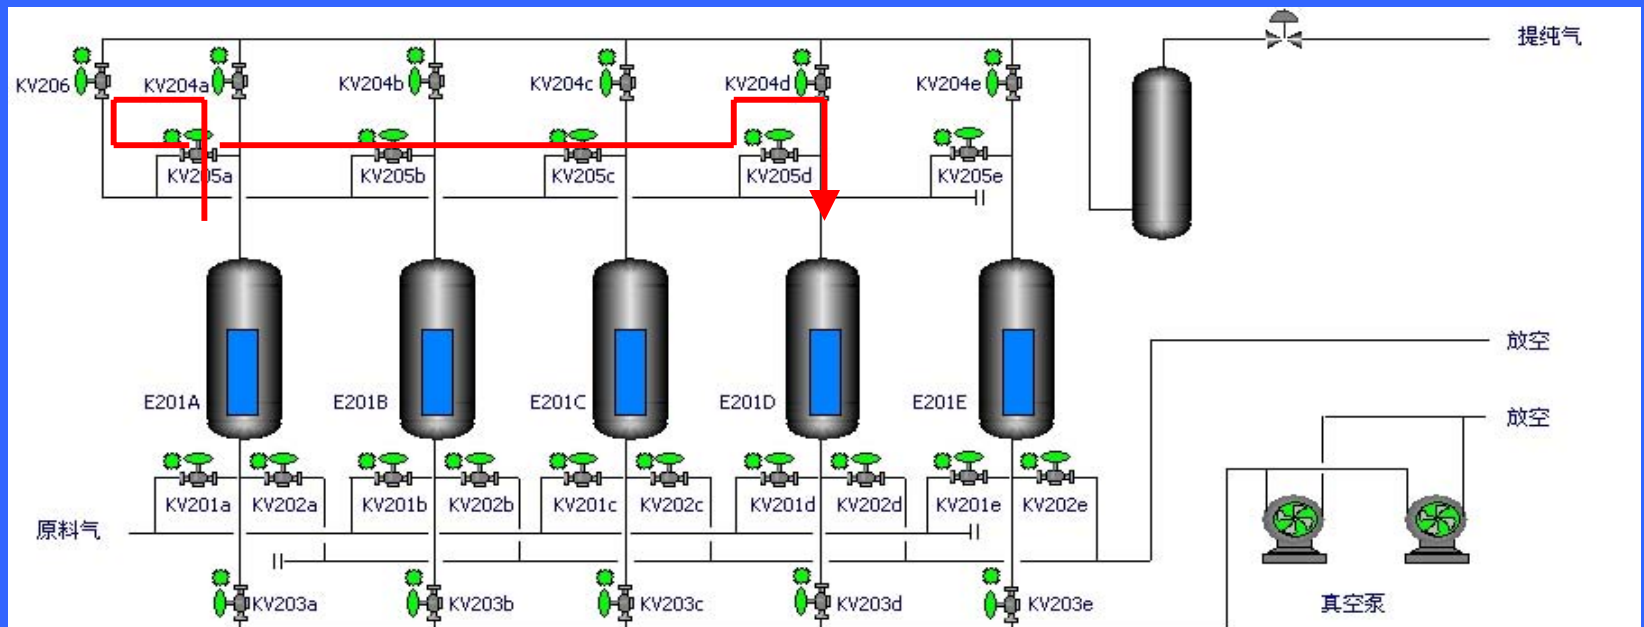 提纯气
KV206
KV204a
KV204b
KV204c
KV204d
KV204e
KV205a
KV205b
KV205c
KV205d
KV205e
放空
E201A
E201B
E201C
E201D
E201E
放空
KV201a
KV202a
KV201b
KV202b
KV201c
KV202c
KV201d
KV202d
KV201e
KV202e
原料气
KV203a
KV203b
KV203c
KV203d
KV203e
真空泵